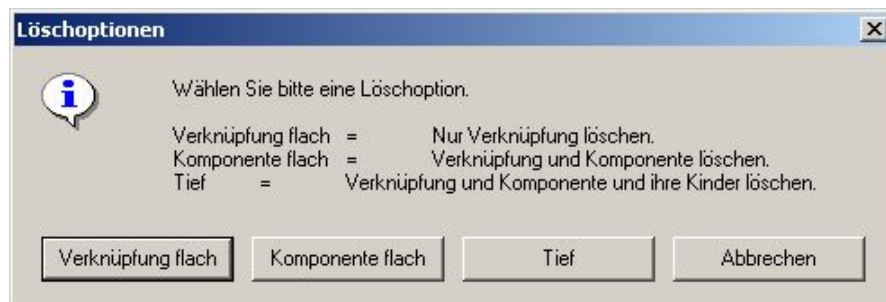 Löschoptionen
Wählen Sie bitte eine Löschoption.
Verknüpfung flach = Nur Verknüpfung löschen.
Komponente flach = Verknüpfung und Komponente löschen.
Tief = Verknüpfung und Komponente und ihre Kinder löschen.
Verknüpfung flach Komponente flach Tief Abbrechen